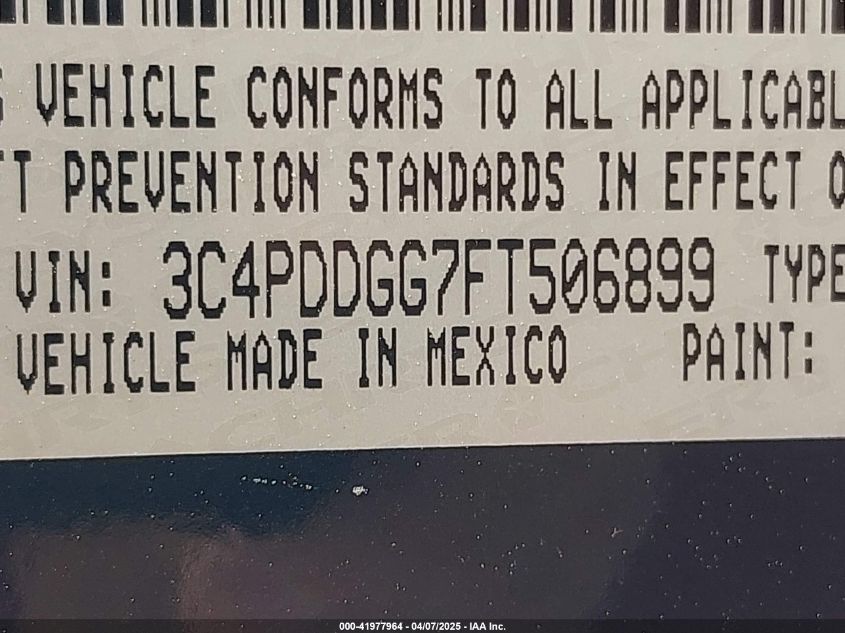 VEHICLE CONFORMS TO ALL APPLICABL
T PREVENTION STANDARDS IN EFFECT O
VIN: 3C4PDDGG7FT506899 TYPE
VEHICLE MADE IN MEXICO PAINT:
000-41977964 - 04/07/2025 - IAA Inc.